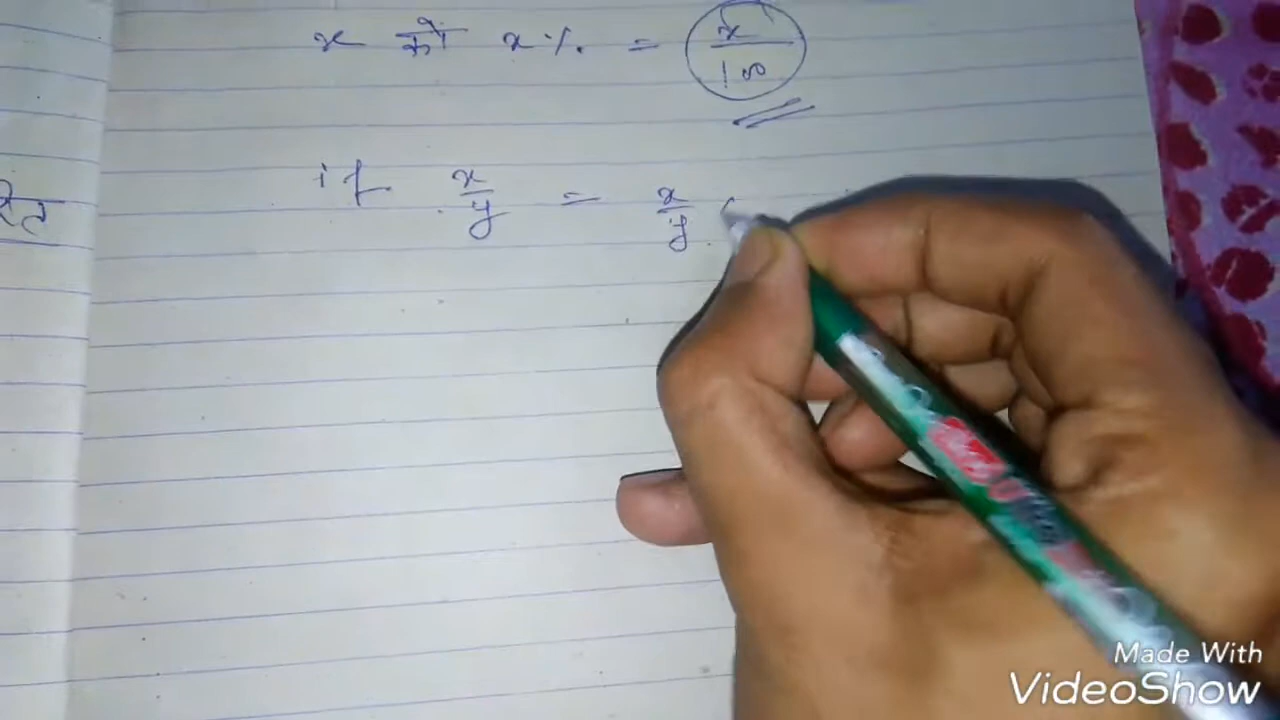 x को x% = x/100
if x/y = x/y (
Made With
VideoShow